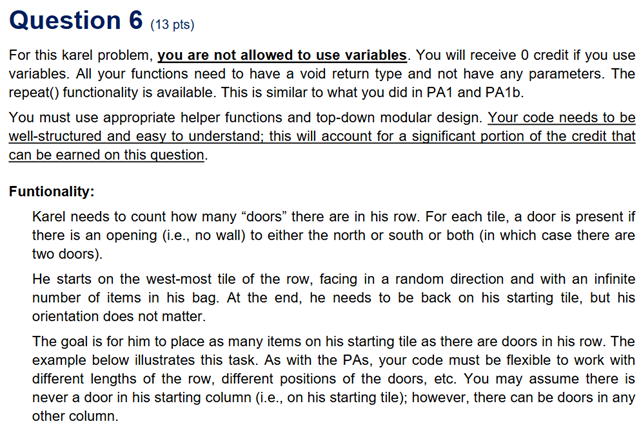 Question 6 (13 pts)
For this karel problem, you are not allowed to use variables. You will receive 0 credit if you use
variables. All your functions need to have a void return type and not have any parameters. The
repeat() functionality is available. This is similar to what you did in PA1 and PA1b.
You must use appropriate helper functions and top-down modular design. Your code needs to be
well-structured and easy to understand; this will account for a significant portion of the credit that
can be earned on this question.
Funtionality:
Karel needs to count how many “doors” there are in his row. For each tile, a door is present if
there is an opening (i.e., no wall) to either the north or south or both (in which case there are
two doors).
He starts on the west-most tile of the row, facing in a random direction and with an infinite
number of items in his bag. At the end, he needs to be back on his starting tile, but his
orientation does not matter.
The goal is for him to place as many items on his starting tile as there are doors in his row. The
example below illustrates this task. As with the PAs, your code must be flexible to work with
different lengths of the row, different positions of the doors, etc. You may assume there is
never a door in his starting column (i.e., on his starting tile); however, there can be doors in any
other column.